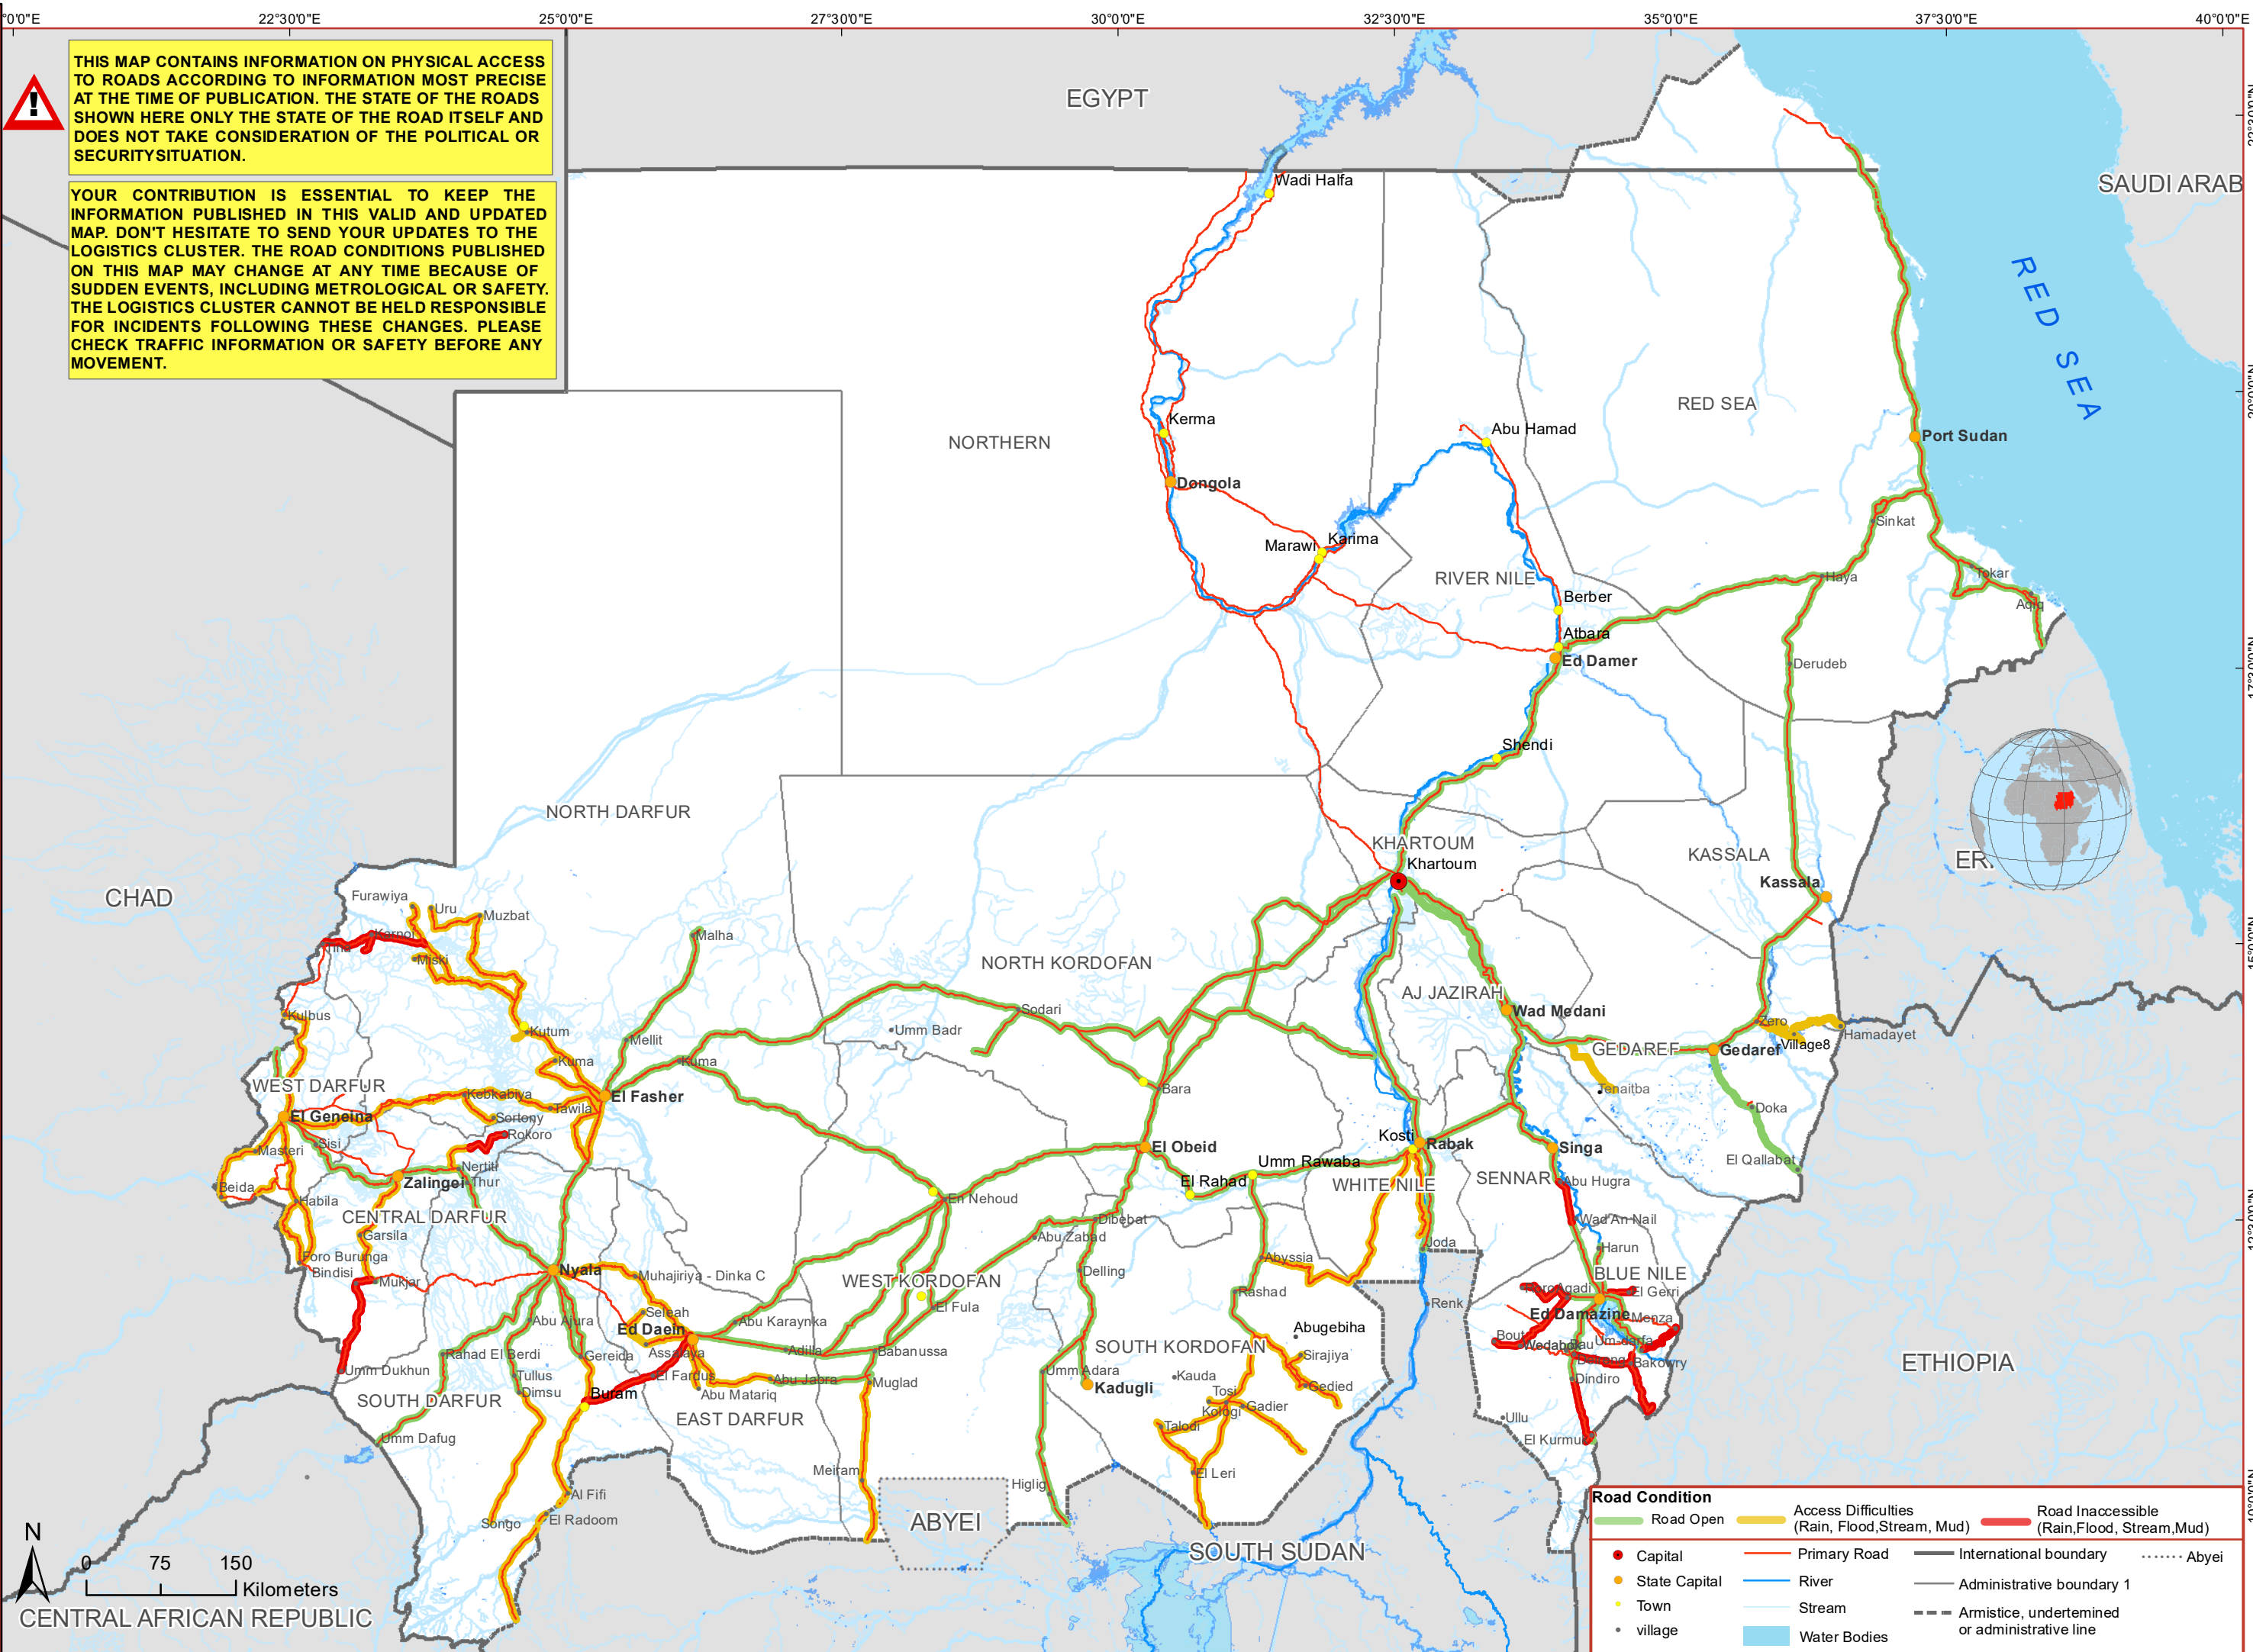 0'0"E
22°30'0"E
25°0'0"E
27°30'0"E
30°0'0"E
32°30'0"E
35°0'0"E
37°30'0"E
40°0'0"E
THIS MAP CONTAINS INFORMATION ON PHYSICAL ACCESS
TO ROADS ACCORDING TO INFORMATION MOST PRECISE
AT THE TIME OF PUBLICATION. THE STATE OF THE ROADS
SHOWN HERE ONLY THE STATE OF THE ROAD ITSELF AND
DOES NOT TAKE CONSIDERATION OF THE POLITICAL OR
SECURITYSITUATION.
YOUR CONTRIBUTION IS ESSENTIAL TO KEEP THE
INFORMATION PUBLISHED IN THIS VALID AND UPDATED
MAP. DON'T HESITATE TO SEND YOUR UPDATES TO THE
LOGISTICS CLUSTER. THE ROAD CONDITIONS PUBLISHED
ON THIS MAP MAY CHANGE AT ANY TIME BECAUSE OF
SUDDEN EVENTS, INCLUDING METROLOGICAL OR SAFETY.
THE LOGISTICS CLUSTER CANNOT BE HELD RESPONSIBLE
FOR INCIDENTS FOLLOWING THESE CHANGES. PLEASE
CHECK TRAFFIC INFORMATION OR SAFETY BEFORE ANY
MOVEMENT.
EGYPT
SAUDI ARAB
Wadi Halfa
RED SEA
RED SEA
Kerma
NORTHERN
Abu Hamad
Port Sudan
Dongola
Sinkat
Marawi
Karima
RIVER NILE
Haya
Tokar
Aqiq
Berber
Atbara
Ed Damer
Derudeb
Shendi
NORTH DARFUR
KHARTOUM
Khartoum
KASSALA
Kassala
ER
CHAD
Furawiya
Uru
Muzbat
Kornoi
Miski
Malha
NORTH KORDOFAN
AJ JAZIRAH
Kulbus
Kutum
Mellit
Sodari
Umm Badr
Wad Medani
Zero
Village8
Hamadayet
GEDAREF
Gedaref
Kuma
Kuma
WEST DARFUR
Kebkabiya
El Fasher
Bara
Tenaitba
Doka
El Geneina
Tawila
Sortony
Rokoro
Sisi
Masteri
El Obeid
Kosti
Rabak
Singa
El Qallabat
Nertiti
Thur
Zalingei
Umm Rawaba
El Rahad
WHITE NILE
SENNAR
Abu Hugra
Beida
Habila
En Nehoud
CENTRAL DARFUR
Garsila
Dibebat
Abu Zabad
Wad An Nail
Joda
Harun
Foro Burunga
Bindisi
Mukjar
Nyala
Muhajiriya - Dinka C
WEST KORDOFAN
Delling
Abyssia
BLUE NILE
Agadi
El Gerri
Rashad
Renk
El Fula
Seleah
Ed Daein
Abu Karaynka
Abu Ajura
Ed Damazine
Menza
Abugebiha
Bout
Um darfa
Bakowry
Rahad El Berdi
Gereida
Assalaya
Adilla
Babanussa
SOUTH KORDOFAN
Sirajiya
ETHIOPIA
Umm Dukhun
Tullus
Dimsu
El Fardus
Abu Matariq
Abu Jabra
Muglad
Umm Adara
Kadugli
Kauda
Tosi
Gedied
Dindiro
SOUTH DARFUR
Buram
EAST DARFUR
Kologi
Gadier
Talodi
Ullu
Umm Dafug
El Kurmuk
Meiram
Higlig
El Leri
Al Fifi
El Radoom
Songo
ABYEI
SOUTH SUDAN
CENTRAL AFRICAN REPUBLIC
N
0 75 150
Kilometers
Road Condition
Road Open
Access Difficulties
(Rain, Flood,Stream, Mud)
Road Inaccessible
(Rain,Flood, Stream,Mud)
Capital
Primary Road
International boundary
Abyei
State Capital
River
Administrative boundary 1
Town
Stream
Armistice, undertemined
or administrative line
village
Water Bodies